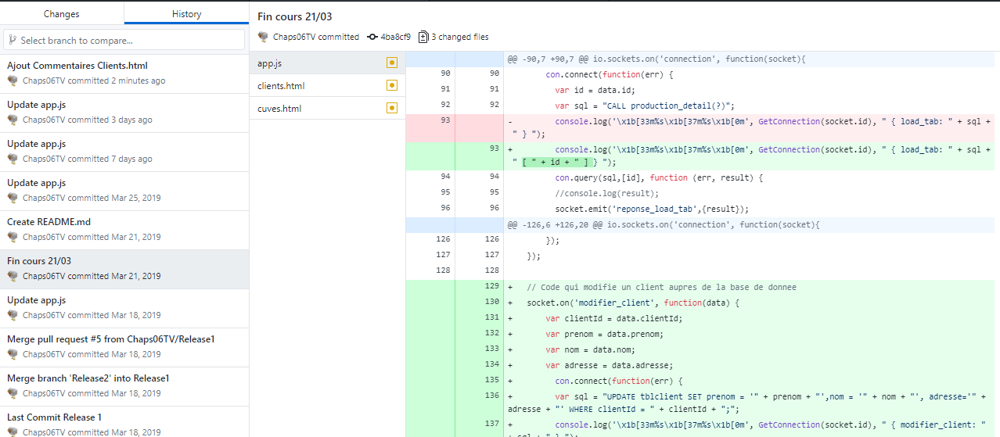 Changes
History
Select branch to compare...
Ajout Commentaires Clients.html
Chaps06TV committed 2 minutes ago
Update app.js
Chaps06TV committed 3 days ago
Update app.js
Chaps06TV committed 7 days ago
Update app.js
Chaps06TV committed Mar 25, 2019
Create README.md
Chaps06TV committed Mar 21, 2019
Fin cours 21/03
Chaps06TV committed Mar 21, 2019
Update app.js
Chaps06TV committed Mar 18, 2019
Merge pull request #5 from Chaps06TV/Release1
Chaps06TV committed Mar 18, 2019
Merge branch 'Release2' into Release1
Chaps06TV committed Mar 18, 2019
Last Commit Release 1
Chaps06TV committed Mar 18, 2019
Fin cours 21/03
Chaps06TV committed 4ba8cf9 3 changed files
app.js
clients.html
cuves.html
@@ -90,7 +90,7 @@ io.sockets.on('connection', function(socket){
90 90 con.connect(function(err) {
91 91 var id = data.id;
92 92 var sql = "CALL production_detail(?)";
93 - console.log('\x1b[33m%s\x1b[37m%s\x1b[0m', GetConnection(socket.id), " { load_tab: " + sql +
" } ");
93 + console.log('\x1b[33m%s\x1b[37m%s\x1b[0m', GetConnection(socket.id), " { load_tab: " + sql +
" [ " + id + " ] } ");
94 94 con.query(sql,[id], function (err, result) {
95 95 //console.log(result);
96 96 socket.emit('reponse_load_tab',{result});
@@ -126,6 +126,20 @@ io.sockets.on('connection', function(socket){
126 126 });
127 127 });
128 128
129 + // Code qui modifie un client aupres de la base de donnee
130 + socket.on('modifier_client', function(data) {
131 + var clientId = data.clientId;
132 + var prenom = data.prenom;
133 + var nom = data.nom;
134 + var adresse = data.adresse;
135 + con.connect(function(err) {
136 + var sql = "UPDATE tblclient SET prenom = '" + prenom + "',nom = '" + nom + "', adresse='" +
adresse + "' WHERE clientId = " + clientId + ";";
137 + console.log('\x1b[33m%s\x1b[37m%s\x1b[0m', GetConnection(socket.id), " { modifier_client: "
+ sql + " } ");